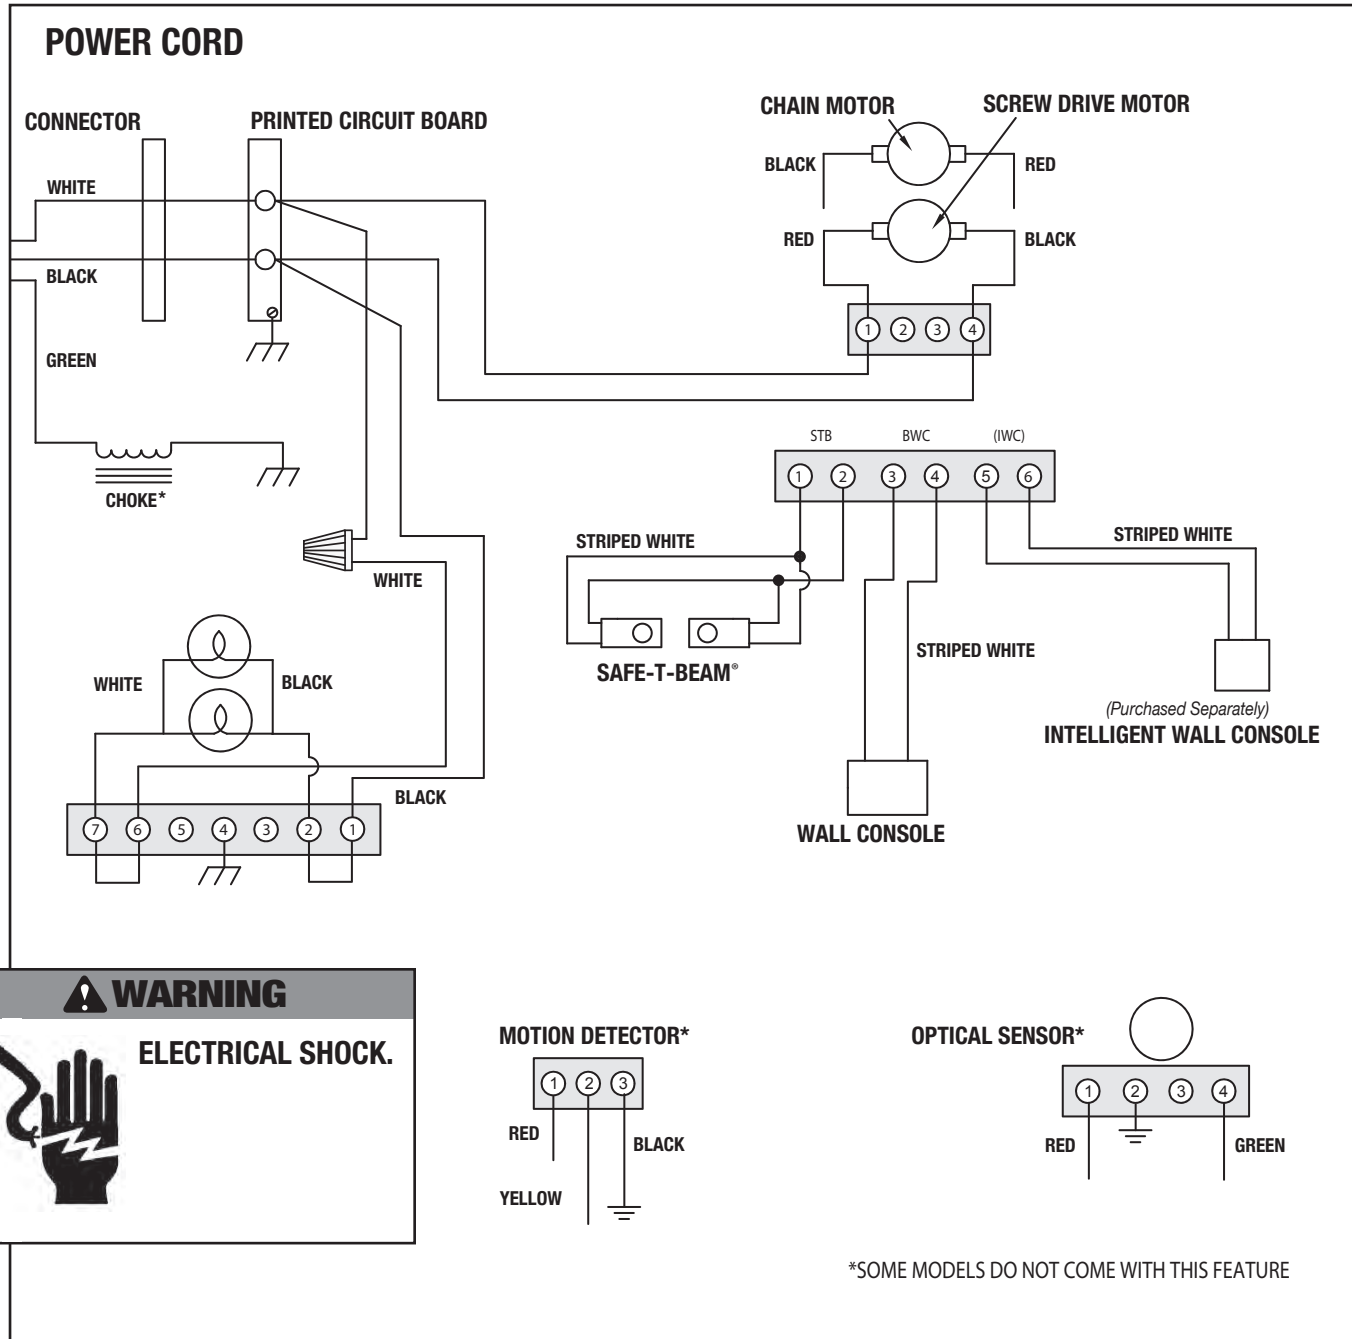 POWER CORD
CONNECTOR
PRINTED CIRCUIT BOARD
CHAIN MOTOR
SCREW DRIVE MOTOR
WHITE
BLACK
RED
RED
BLACK
BLACK
GREEN
1 2 3 4
CHOKE*
STB BWC (IWC)
1 2 3 4 5 6
STRIPED WHITE
STRIPED WHITE
WHITE
STRIPED WHITE
SAFE-T-BEAM®
WHITE
BLACK
(Purchased Separately)
INTELLIGENT WALL CONSOLE
BLACK
7 6 5 4 3 2 1
WALL CONSOLE
WARNING
ELECTRICAL SHOCK.
MOTION DETECTOR*
1 2 3
RED
BLACK
YELLOW
OPTICAL SENSOR*
1 2 3 4
RED
GREEN
*SOME MODELS DO NOT COME WITH THIS FEATURE